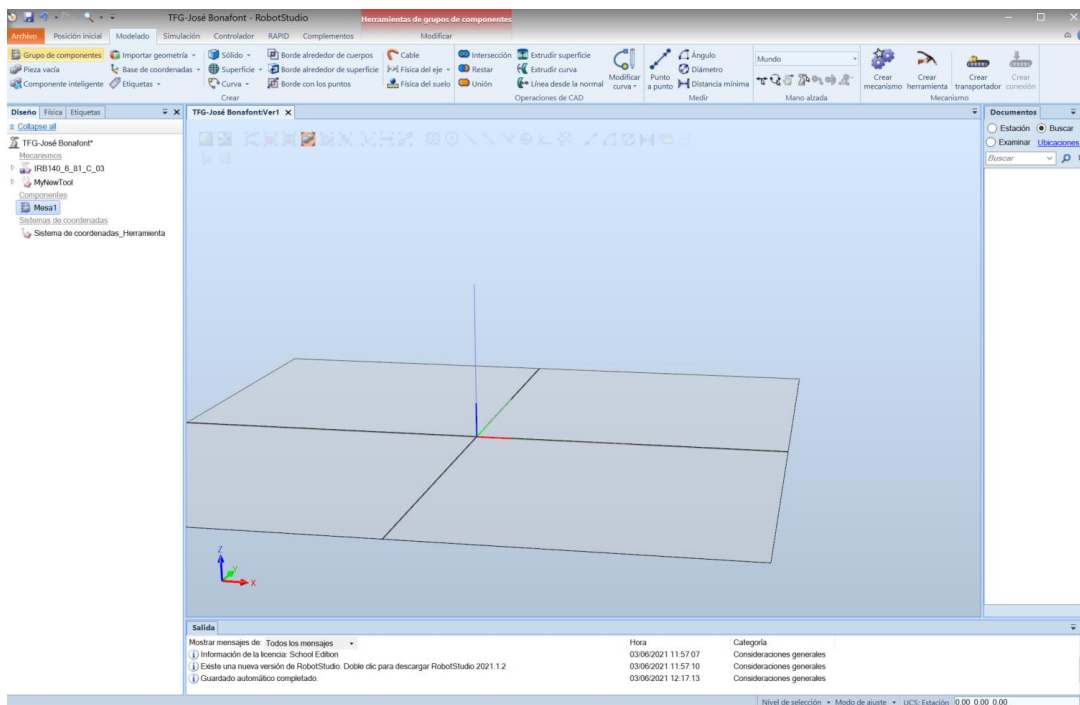 TFG-José Bonafont - RobotStudio
Herramientas de grupos de componentes
Archivo Posición inicial Modelado Simulación Controlador RAPID Complementos Modificar
Grupo de componentes Importar geometría Sólido Borde alrededor de cuerpos Cable Intersección Extrudir superficie Ángulo Mundo
Pieza vacía Base de coordenadas Superficie Borde alrededor de superficie Física del eje Restar Extrudir curva Diámetro
Componente inteligente Etiquetas Curva Borde con los puntos Física del suelo Unión Línea desde la normal Distancia mínima
Modificar curva
Punto a punto
Crear mecanismo
Crear herramienta
Crear transportador
Crear conexión
Crear Operaciones de CAD Medir Mano alzada Mecanismo
Diseño Física Etiquetas
TFG-José Bonafont:Ver1
Documentos
Collapse all
TFG-José Bonafont*
Mecanismos
IRB140_6_81_C_03
MyNewTool
Componentes
Mesa1
Sistemas de coordenadas
Sistema de coordenadas_Herramienta
Estación Buscar
Examinar Ubicaciones
Buscar
Z
Y
X
Salida
Mostrar mensajes de: Todos los mensajes Hora Categoría
Información de la licencia: School Edition 03/06/2021 11:57:07 Consideraciones generales
Existe una nueva versión de RobotStudio. Doble clic para descargar RobotStudio 2021.1.2 03/06/2021 11:57:10 Consideraciones generales
Guardado automático completado. 03/06/2021 12:17:13 Consideraciones generales
Nivel de selección Modo de ajuste UCS: Estación 0.00 0.00 0.00